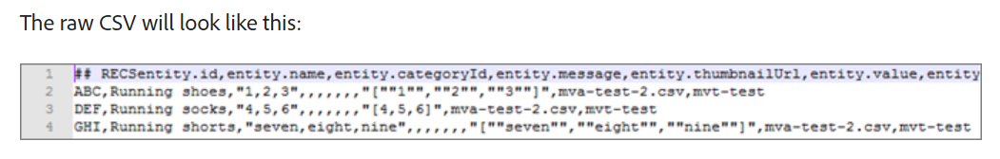 The raw CSV will look like this:
1 ## RECSentity.id,entity.name,entity.categoryId,entity.message,entity.thumbnailUrl,entity.value,entity
2 ABC,Running shoes,"1,2,3",,,,,,,"[""1"",""2"",""3""]",mva-test-2.csv,mvt-test
3 DEF,Running socks,"4,5,6",,,,,,,"[4,5,6]",mva-test-2.csv,mvt-test
4 GHI,Running shorts,"seven,eight,nine",,,,,,,"[""seven"",""eight"",""nine""]",mva-test-2.csv,mvt-test